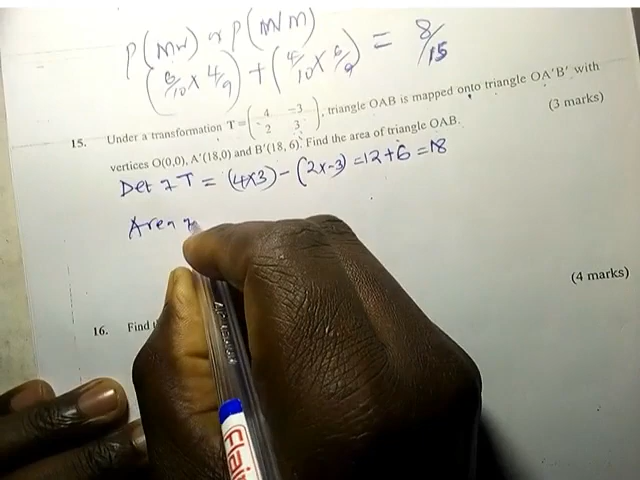 P(MW) or P(WM)
(6/10 x 4/9) + (4/10 x 6/9) = 8/15
15. Under a transformation T = ( 4 -3 2 3 ), triangle OAB is mapped onto triangle OA'B' with
vertices O(0,0), A'(18,0) and B'(18, 6). Find the area of triangle OAB.
(3 marks)
Det of T = (4x3) - (2x-3) = 12+6 = 18
Area
(4 marks)
16. Find
Flair